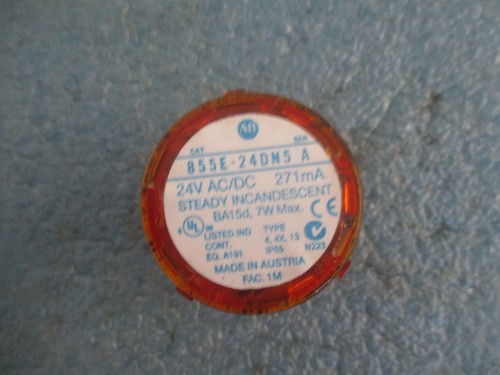 AB
CAT SER
855E-24DN5 A
24V AC/DC 271mA
STEADY INCANDESCENT
BA15d, 7W Max.
UL CE
LISTED IND TYPE
CONT. 4, 4X, 13
EQ. A191 IP65 N223
MADE IN AUSTRIA
FAC. 1M